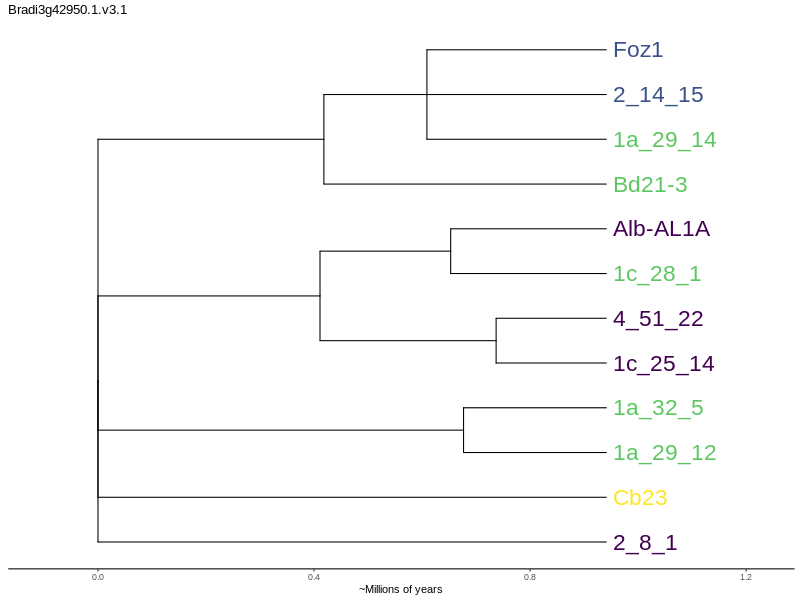 Bradi3g42950.1.v3.1
Foz1
2_14_15
1a_29_14
Bd21-3
Alb-AL1A
1c_28_1
4_51_22
1c_25_14
1a_32_5
1a_29_12
Cb23
2_8_1
0.0 0.4 0.8 1.2
~Millions of years